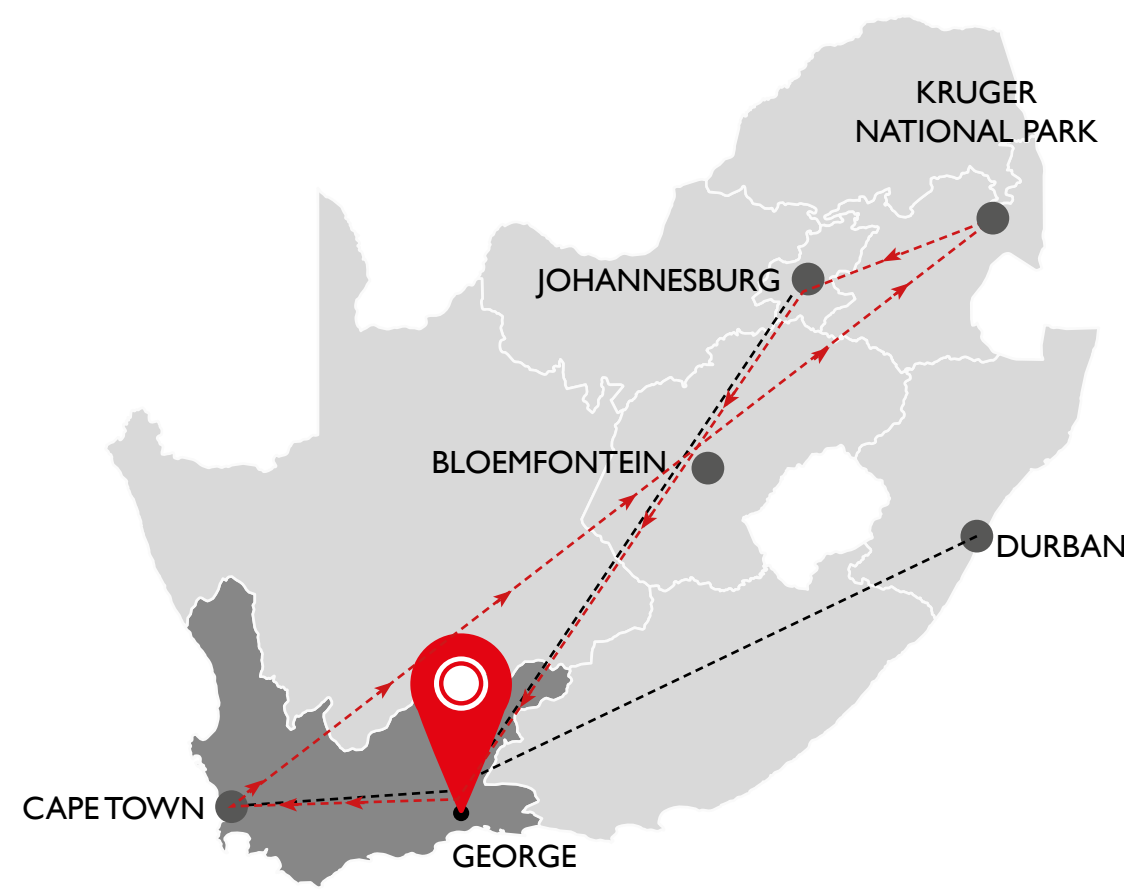 KRUGER
NATIONAL PARK
JOHANNESBURG
BLOEMFONTEIN
DURBAN
CAPE TOWN
GEORGE